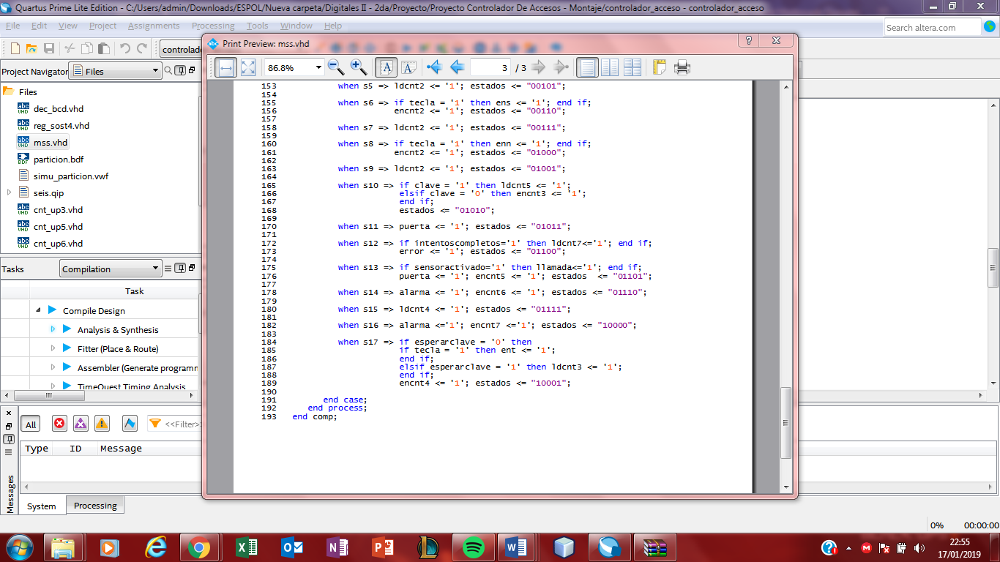 Quartus Prime Lite Edition - C:/Users/admin/Downloads/ESPOL/Nueva carpeta/Digitales II - 2da/Proyecto/Proyecto Controlador De Accesos - Montaje/controlador_acceso - controlador_acceso
File Edit View Project Assignments Processing Tools Window Help
Search altera.com
controlado
Print Preview: mss.vhd
86.8%
3 / 3
Project Navigator Files
Files
dec_bcd.vhd
reg_sost4.vhd
mss.vhd
particion.bdf
simu_particion.vwf
seis.qip
cnt_up3.vhd
cnt_up5.vhd
cnt_up6.vhd
Tasks Compilation
Task
Compile Design
Analysis & Synthesis
Fitter (Place & Route)
Assembler (Generate programm
TimeQuest Timing Analysis
153 when s5 => ldcnt2 <= '1'; estados <= "00101";
154
155 when s6 => if tecla = '1' then ens <= '1'; end if;
156 encnt2 <= '1'; estados <= "00110";
157
158 when s7 => ldcnt2 <= '1'; estados <= "00111";
159
160 when s8 => if tecla = '1' then enn <= '1'; end if;
161 encnt2 <= '1'; estados <= "01000";
162
163 when s9 => ldcnt2 <= '1'; estados <= "01001";
164
165 when s10 => if clave = '1' then ldcnt5 <= '1';
166 elsif clave = '0' then encnt3 <= '1';
167 end if;
168 estados <= "01010";
169
170 when s11 => puerta <= '1'; estados <= "01011";
171
172 when s12 => if intentoscompletos='1' then ldcnt7<='1'; end if;
173 error <= '1'; estados <= "01100";
174
175 when s13 => if sensoractivado='1' then llamada<='1'; end if;
176 puerta <= '1'; encnt5 <= '1'; estados  <= "01101";
177
178 when s14 => alarma <= '1'; encnt6 <= '1'; estados <= "01110";
179
180 when s15 => ldcnt4 <= '1'; estados <= "01111";
181
182 when s16 => alarma <='1'; encnt7 <='1'; estados <= "10000";
183
184 when s17 => if esperarclave = '0' then
185 if tecla = '1' then ent <= '1';
186 end if;
187 elsif esperarclave = '1' then ldcnt3 <= '1';
188 end if;
189 encnt4 <= '1'; estados <= "10001";
190
191 end case;
192 end process;
193 end comp;
All
<<Filter>>
Type ID Message
Messages
System Processing
0% 00:00:00
22:55
17/01/2019